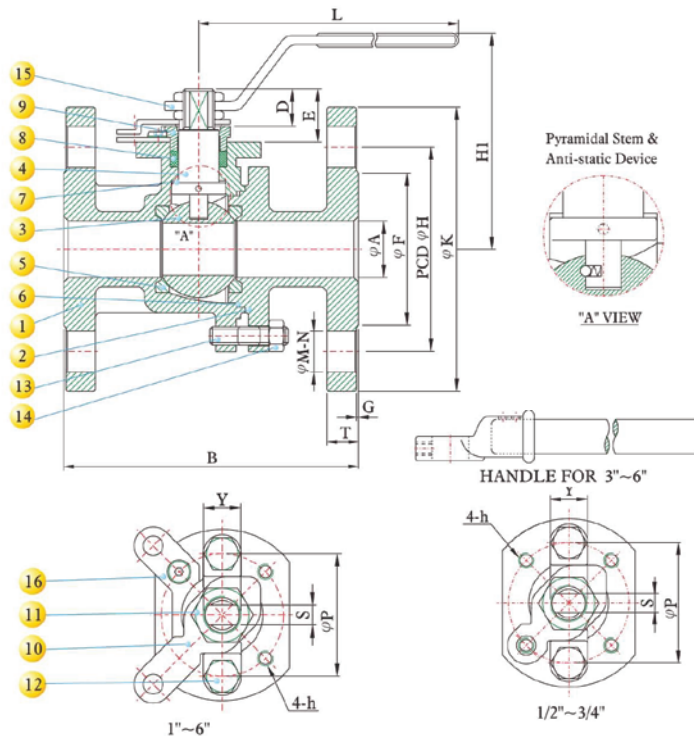 L
15
9
8
4
7
3
5
6
1
2
13
14
D
E
H1
"A"
φA
φF
PCD φH
φK
φM-N
G
T
B
Pyramidal Stem &
Anti-static Device
"A" VIEW
HANDLE FOR 3"~6"
Y
16
11
10
12
S
φP
4-h
1"~6"
4-h
Y
S
φP
1/2"~3/4"